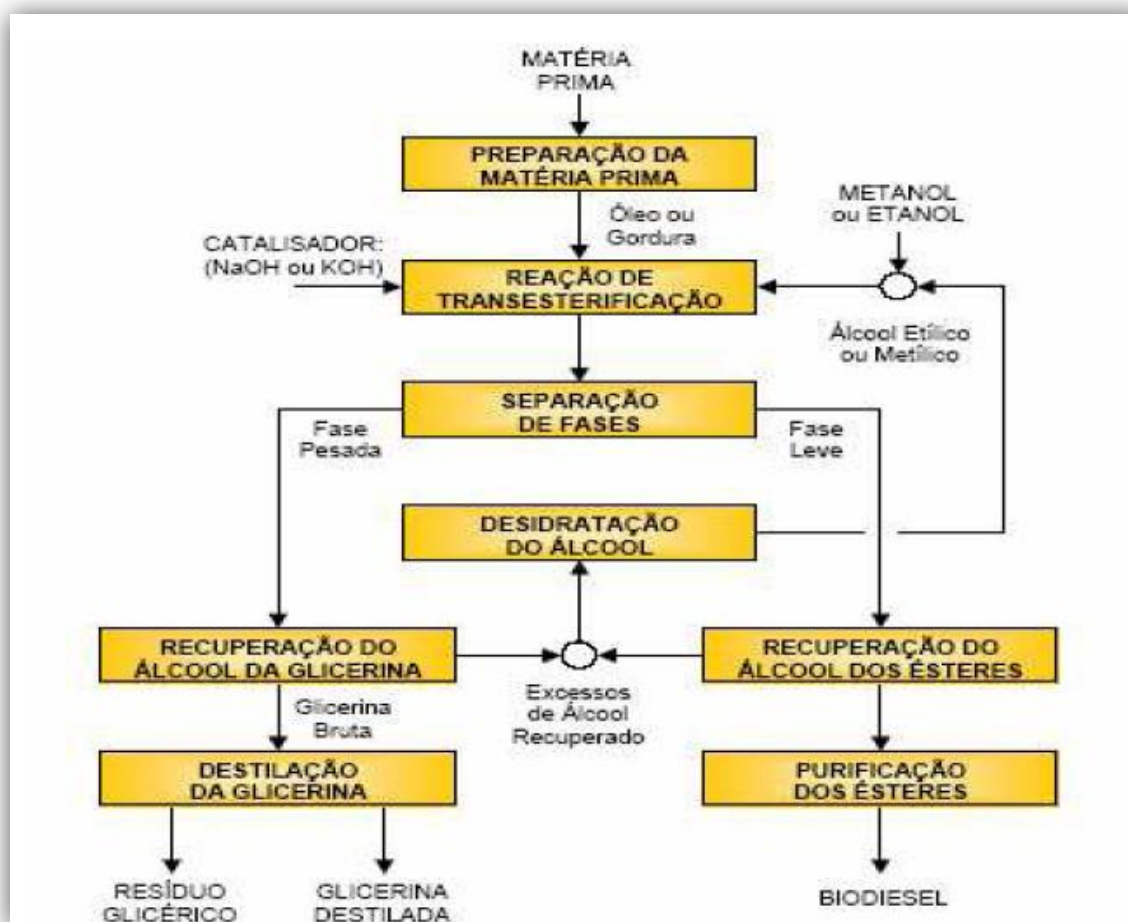 MATÉRIA
PRIMA
PREPARAÇÃO DA
MATÉRIA PRIMA
METANOL
ou ETANOL
Óleo ou
Gordura
CATALISADOR:
(NaOH ou KOH)
REAÇÃO DE
TRANSESTERIFICAÇÃO
Álcool Etílico
ou Metílico
SEPARAÇÃO
DE FASES
Fase
Pesada
Fase
Leve
DESIDRATAÇÃO
DO ÁLCOOL
RECUPERAÇÃO DO
ÁLCOOL DA GLICERINA
RECUPERAÇÃO DO
ÁLCOOL DOS ÉSTERES
Glicerina
Bruta
Excessos
de Álcool
Recuperado
DESTILAÇÃO
DA GLICERINA
PURIFICAÇÃO
DOS ÉSTERES
RESÍDUO
GLICÉRICO
GLICERINA
DESTILADA
BIODIESEL